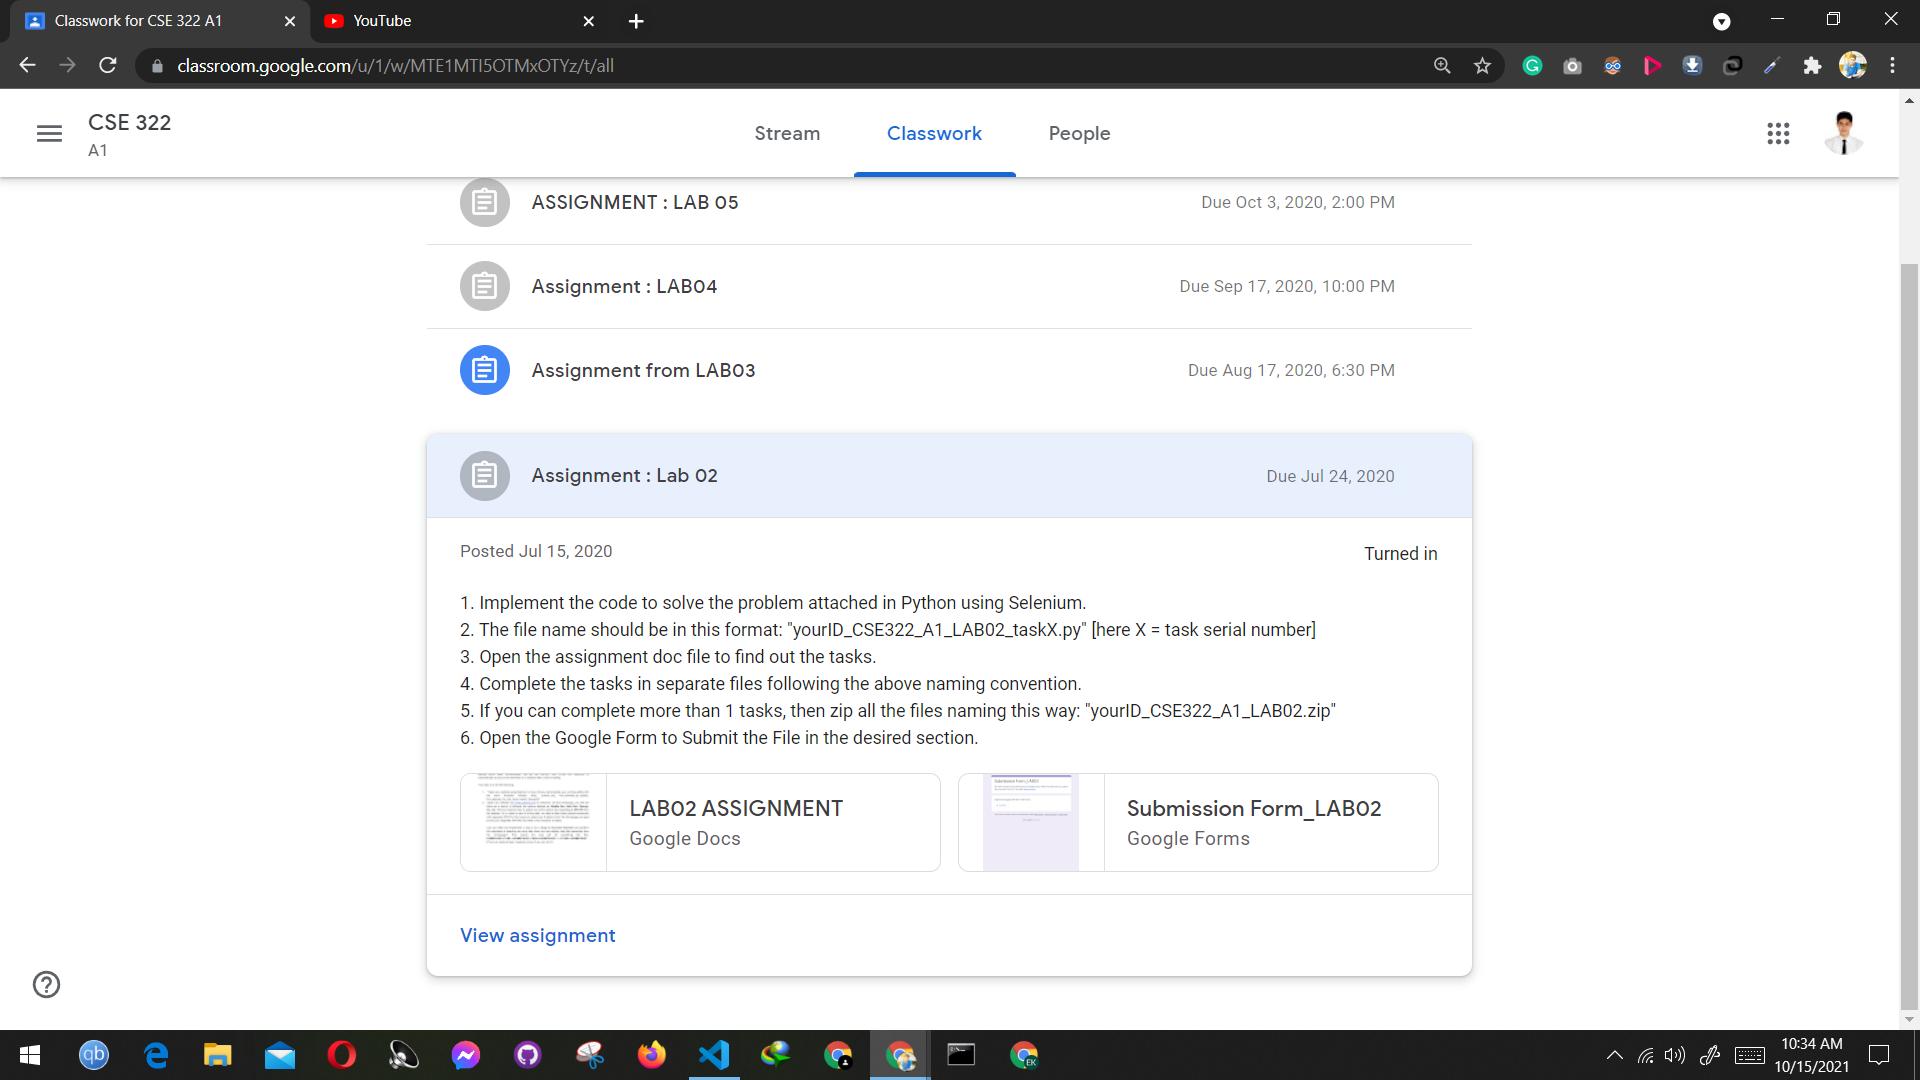 Classwork for CSE 322 A1
YouTube
classroom.google.com/u/1/w/MTE1MTI5OTMxOTYz/t/all
CSE 322
A1
Stream
Classwork
People
ASSIGNMENT : LAB 05
Due Oct 3, 2020, 2:00 PM
Assignment : LAB04
Due Sep 17, 2020, 10:00 PM
Assignment from LAB03
Due Aug 17, 2020, 6:30 PM
Assignment : Lab 02
Due Jul 24, 2020
Posted Jul 15, 2020
Turned in
1. Implement the code to solve the problem attached in Python using Selenium.
2. The file name should be in this format: "yourID_CSE322_A1_LAB02_taskX.py" [here X = task serial number]
3. Open the assignment doc file to find out the tasks.
4. Complete the tasks in separate files following the above naming convention.
5. If you can complete more than 1 tasks, then zip all the files naming this way: "yourID_CSE322_A1_LAB02.zip"
6. Open the Google Form to Submit the File in the desired section.
LAB02 ASSIGNMENT
Google Docs
Submission Form_LAB02
Google Forms
View assignment
qb
EK
10:34 AM
10/15/2021